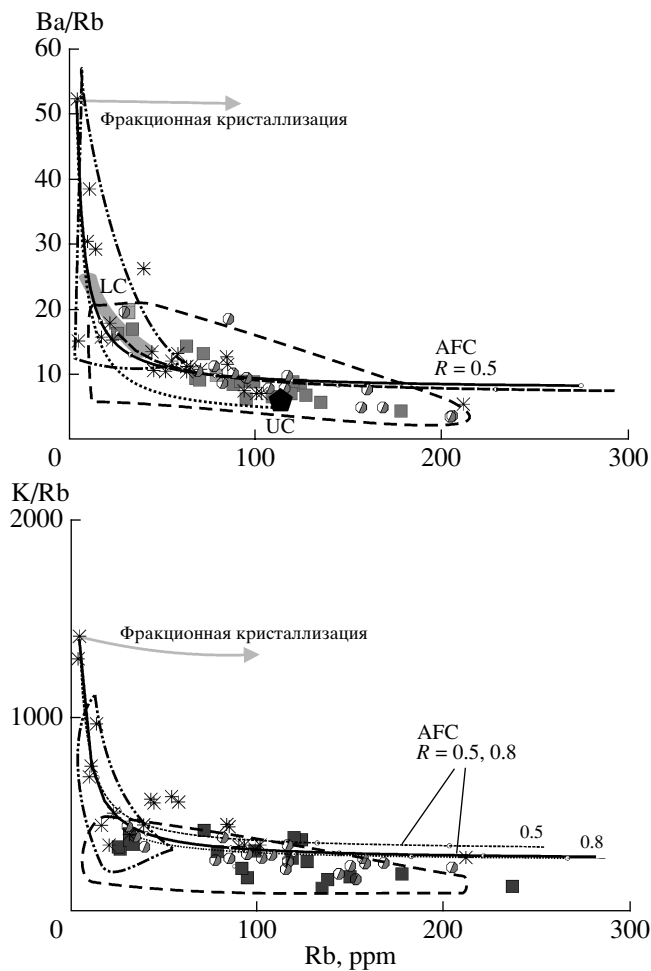 Ba/Rb
60
Фракционная кристаллизация
50
40
30
LC
20
AFC
R = 0.5
10
UC
0
100
200
300
K/Rb
2000
Фракционная кристаллизация
1000
AFC
R = 0.5, 0.8
0.5
0.8
0
100
200
300
Rb, ppm